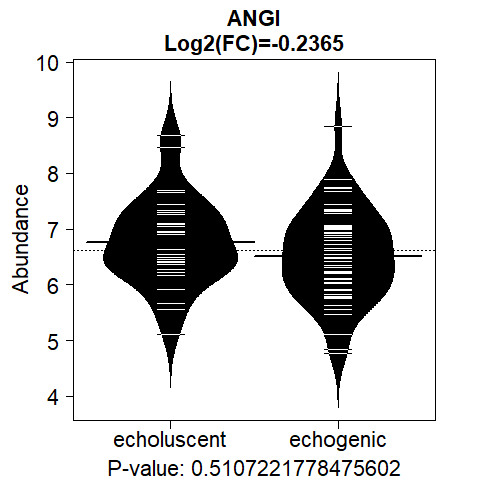 ANGI
Log2(FC)=-0.2365
Abundance
10
9
8
7
6
5
4
echoluscent echogenic
P-value: 0.5107221778475602